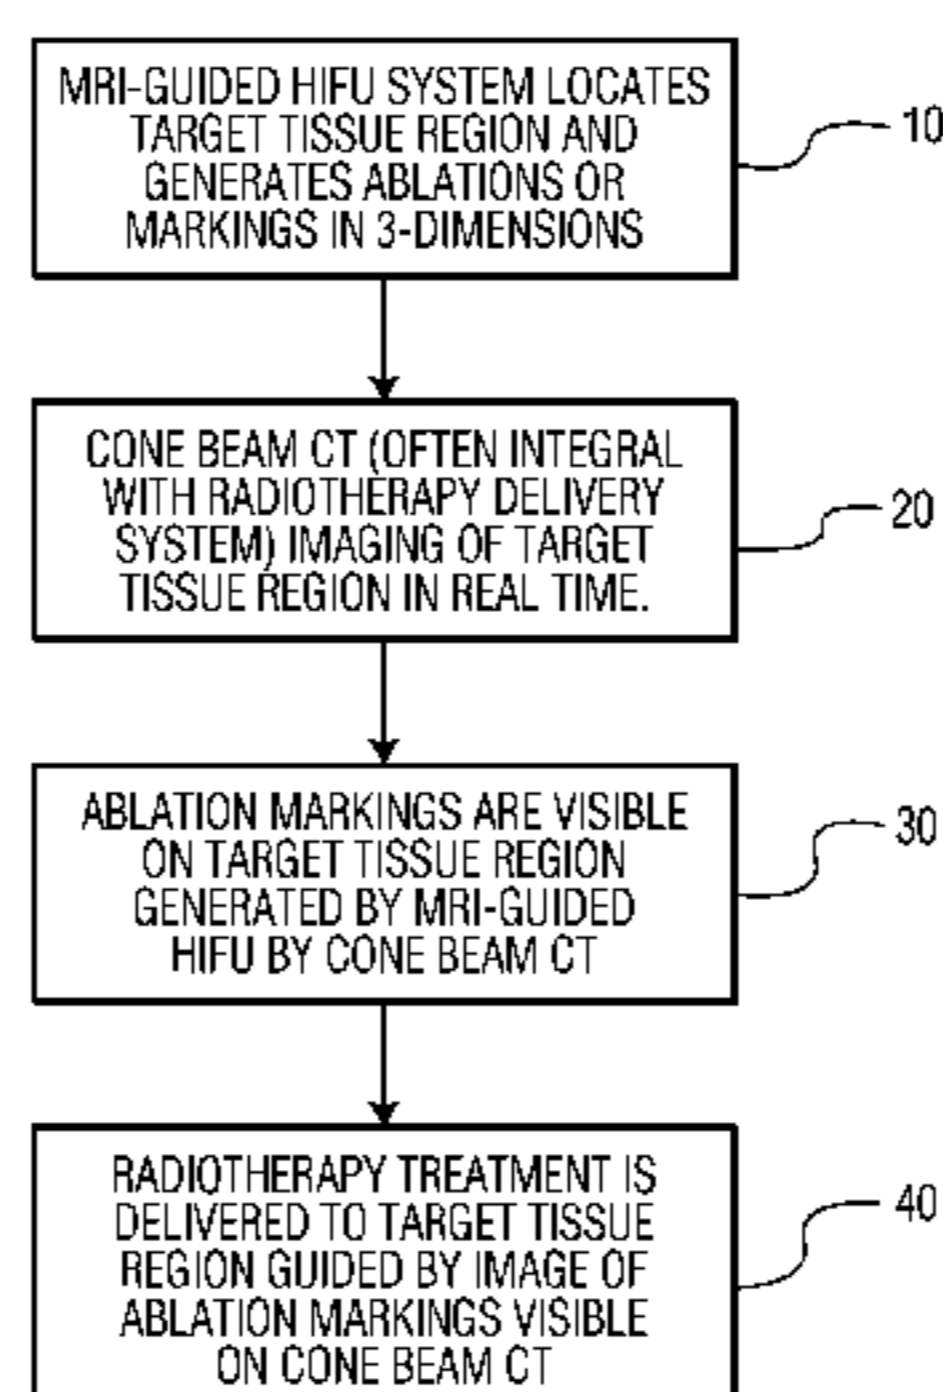 MRI-GUIDED HIFU SYSTEM LOCATES
TARGET TISSUE REGION AND
GENERATES ABLATIONS OR
MARKINGS IN 3-DIMENSIONS
10
CONE BEAM CT (OFTEN INTEGRAL
WITH RADIOTHERAPY DELIVERY
SYSTEM) IMAGING OF TARGET
TISSUE REGION IN REAL TIME.
20
ABLATION MARKINGS ARE VISIBLE
ON TARGET TISSUE REGION
GENERATED BY MRI-GUIDED
HIFU BY CONE BEAM CT
30
RADIOTHERAPY TREATMENT IS
DELIVERED TO TARGET TISSUE
REGION GUIDED BY IMAGE OF
ABLATION MARKINGS VISIBLE
ON CONE BEAM CT
40